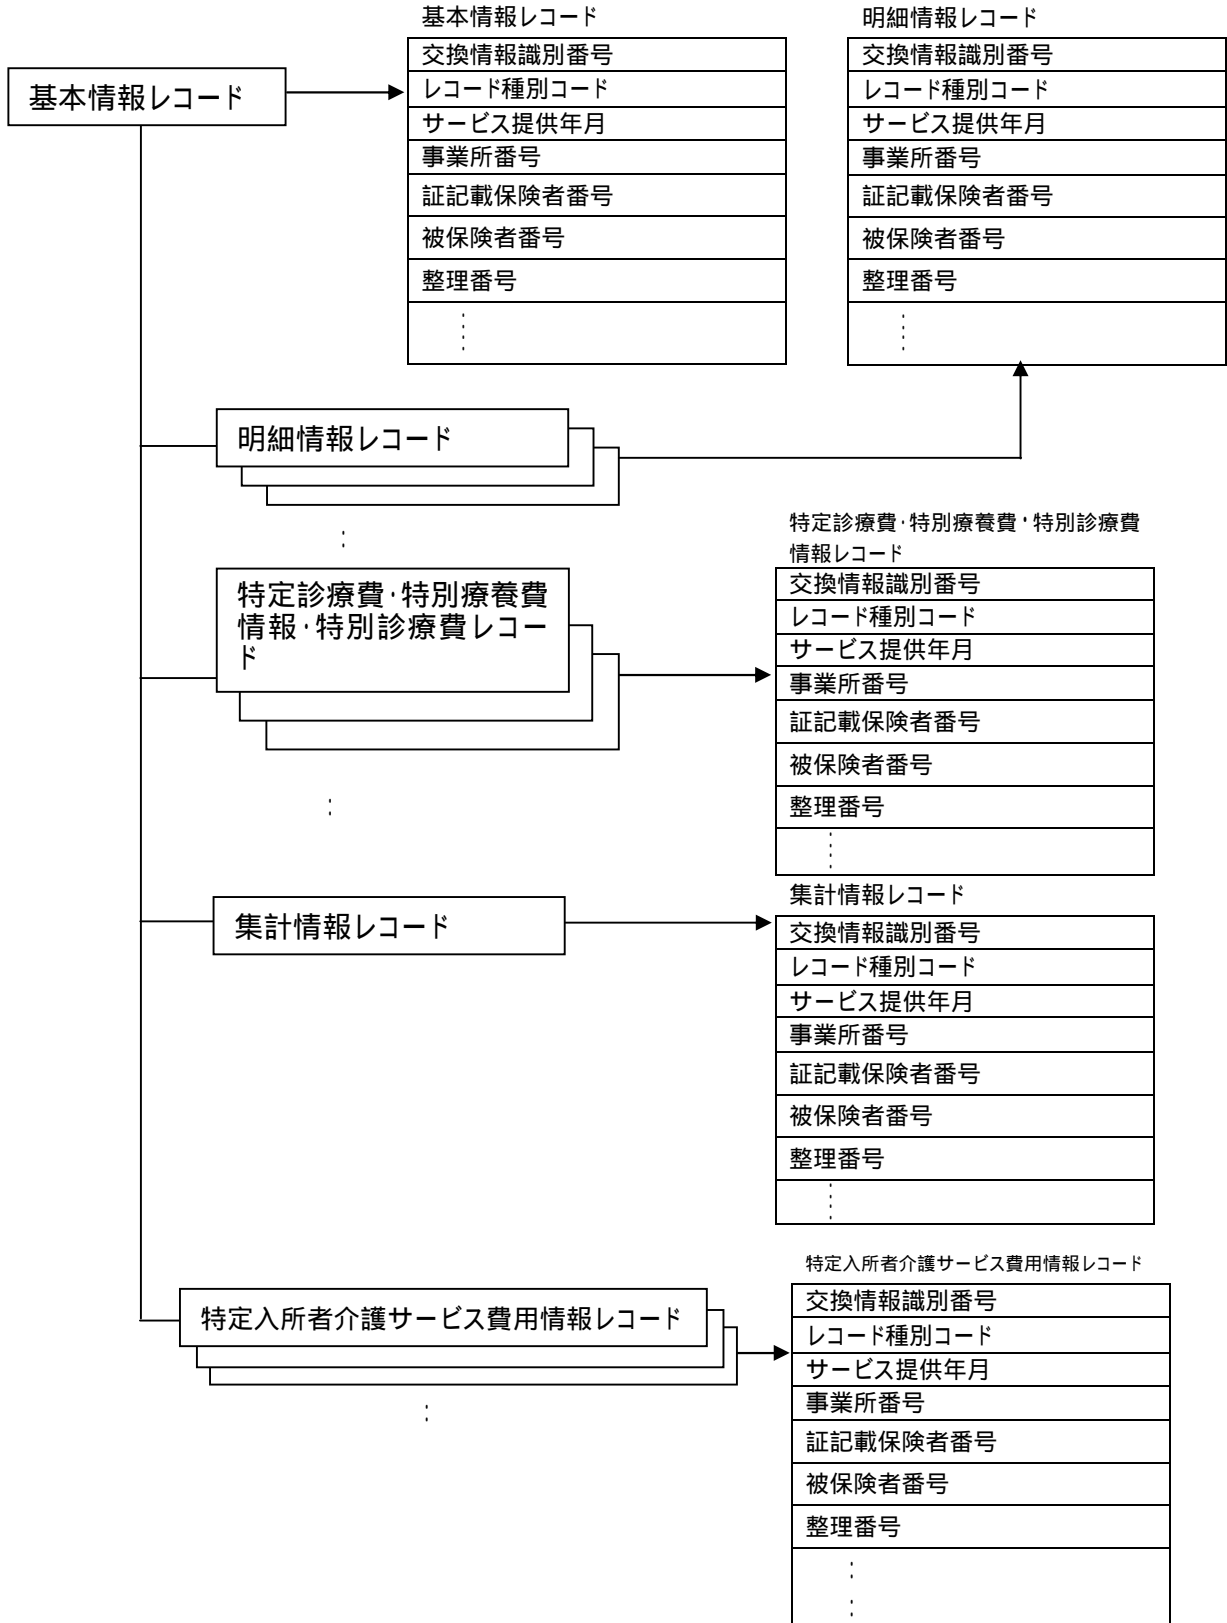 基本情報レコード
基本情報レコード
交換情報識別番号
レコード種別コード
サービス提供年月
事業所番号
証記載保険者番号
被保険者番号
整理番号
明細情報レコード
交換情報識別番号
レコード種別コード
サービス提供年月
事業所番号
証記載保険者番号
被保険者番号
整理番号
明細情報レコード
特定診療費・特別療養費
情報・特別診療費レコー
ド
特定診療費・特別療養費・特別診療費
情報レコード
交換情報識別番号
レコード種別コード
サービス提供年月
事業所番号
証記載保険者番号
被保険者番号
整理番号
集計情報レコード
集計情報レコード
交換情報識別番号
レコード種別コード
サービス提供年月
事業所番号
証記載保険者番号
被保険者番号
整理番号
特定入所者介護サービス費用情報レコード
特定入所者介護サービス費用情報レコード
交換情報識別番号
レコード種別コード
サービス提供年月
事業所番号
証記載保険者番号
被保険者番号
整理番号